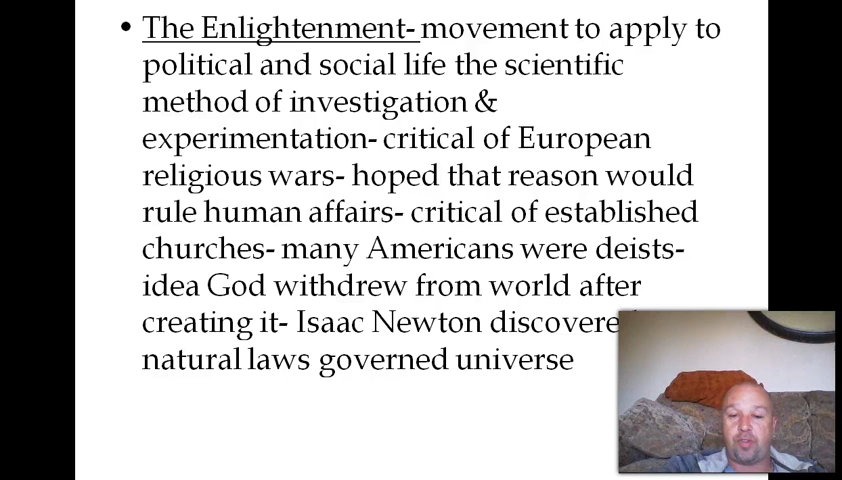 • The Enlightenment- movement to apply to
political and social life the scientific
method of investigation &
experimentation- critical of European
religious wars- hoped that reason would
rule human affairs- critical of established
churches- many Americans were deists-
idea God withdrew from world after
creating it- Isaac Newton discovered
natural laws governed universe